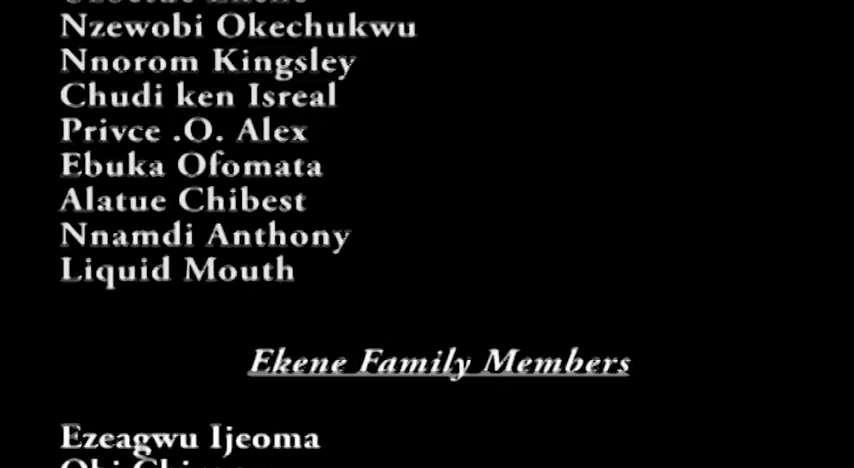 Nzewobi Okechukwu
Nnorom Kingsley
Chudi ken Isreal
Privce .O. Alex
Ebuka Ofomata
Alatue Chibest
Nnamdi Anthony
Liquid Mouth
Ekene Family Members
Ezeagwu Ijeoma